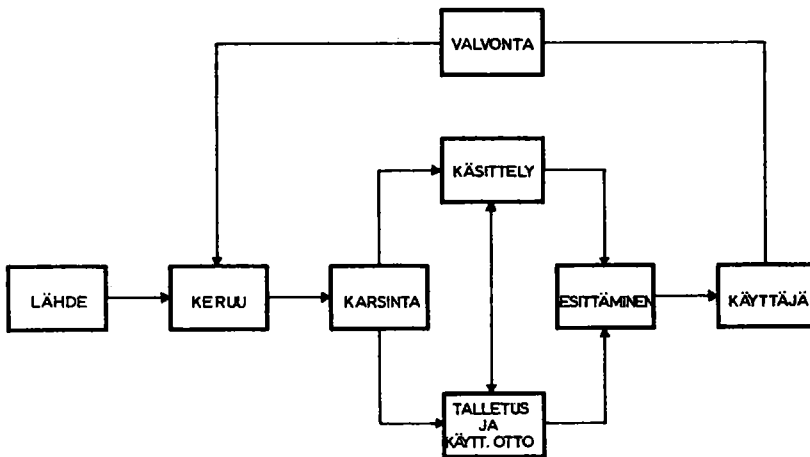 VALVONTA
KÄSITTELY
LÄHDE
KERUU
KARSINTA
ESITTÄMINEN
KÄYTTÄJÄ
TALLETUS
JA
KÄYTT. OTTO